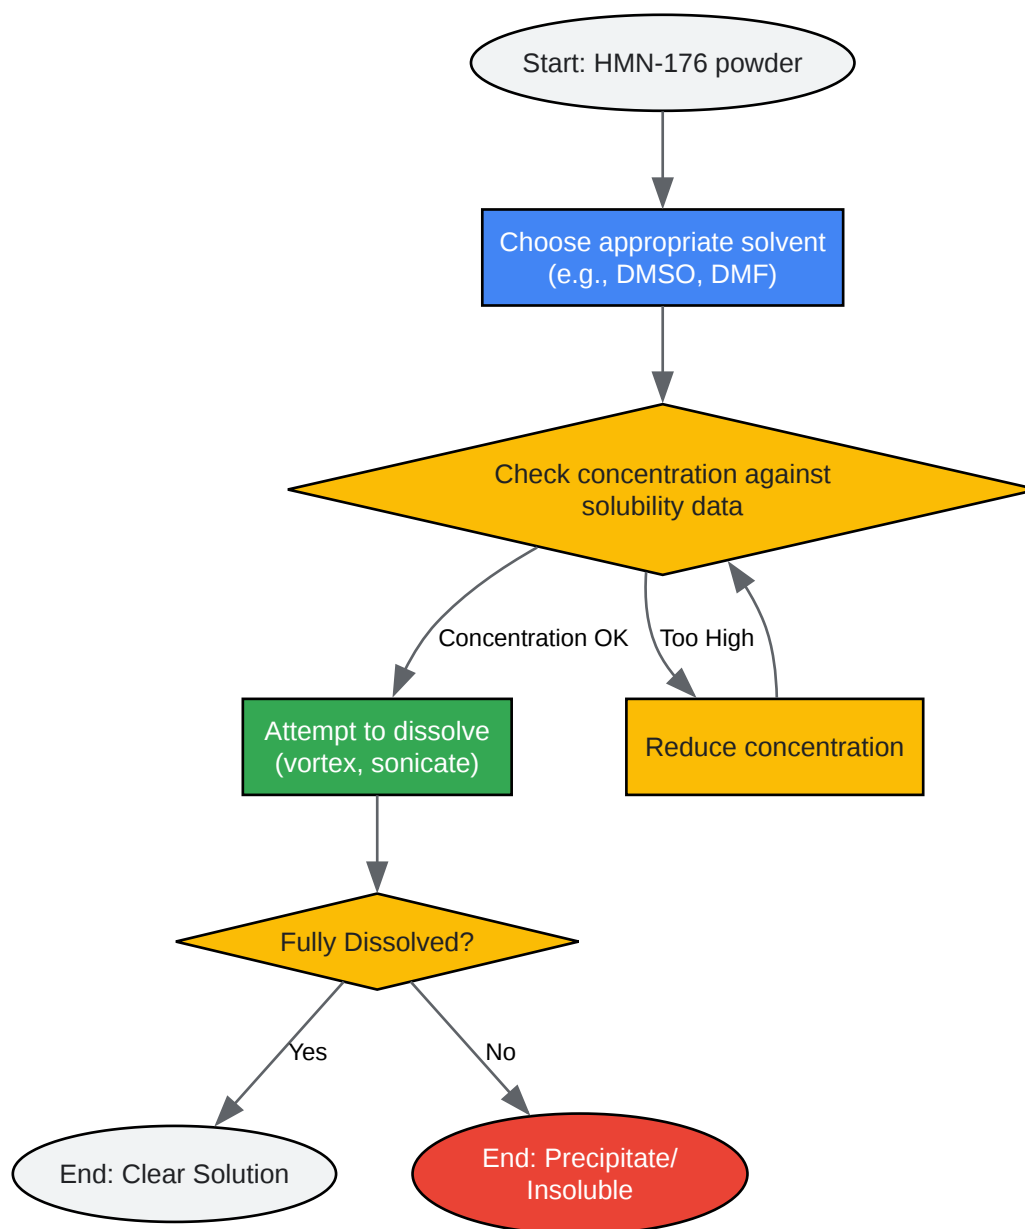 Start: HMN-176 powder
Choose appropriate solvent
(e.g., DMSO, DMF)
Check concentration against
solubility data
Concentration OK
Too High
Attempt to dissolve
(vortex, sonicate)
Reduce concentration
Fully Dissolved?
Yes
No
End: Clear Solution
End: Precipitate/
Insoluble